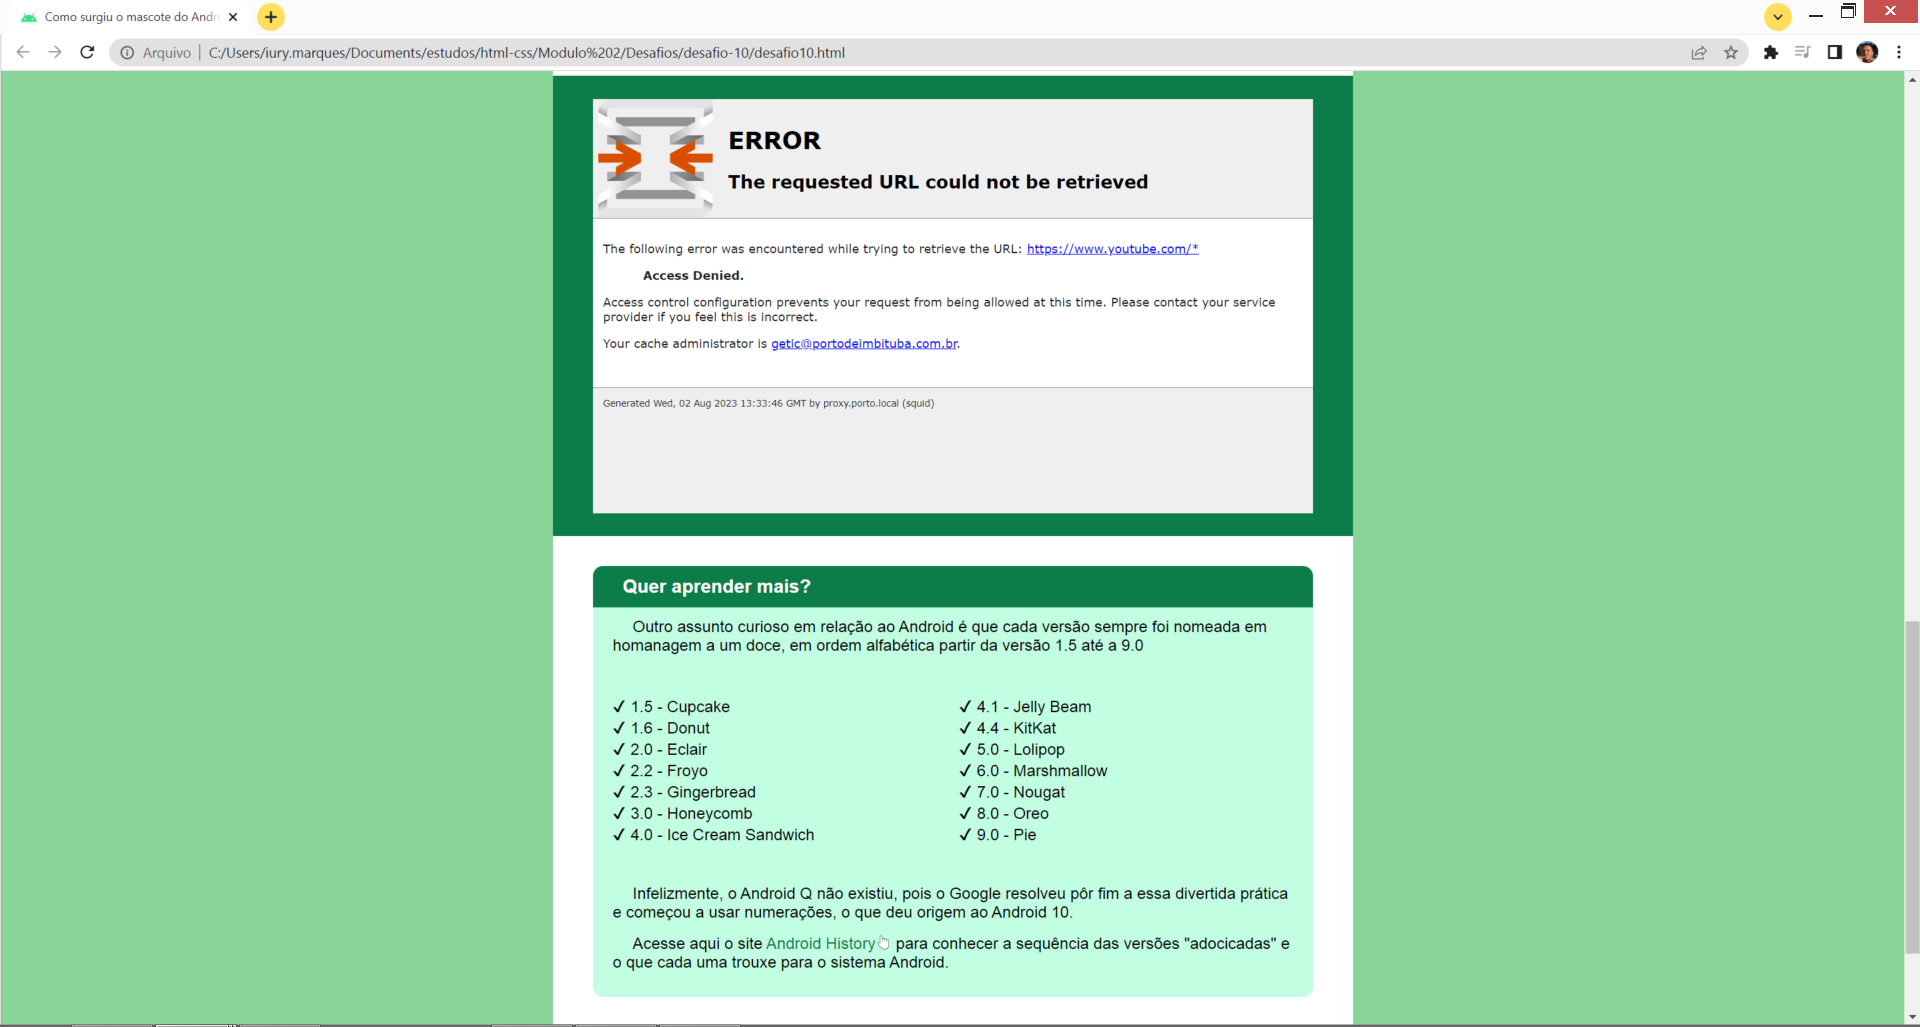 Como surgiu o mascote do Andr
Arquivo | C:/Users/iury.marques/Documents/estudos/html-css/Modulo%202/Desafios/desafio-10/desafio10.html
ERROR
The requested URL could not be retrieved
The following error was encountered while trying to retrieve the URL: https://www.youtube.com/*
Access Denied.
Access control configuration prevents your request from being allowed at this time. Please contact your service
provider if you feel this is incorrect.
Your cache administrator is getic@portodeimbituba.com.br.
Generated Wed, 02 Aug 2023 13:33:46 GMT by proxy.porto.local (squid)
Quer aprender mais?
Outro assunto curioso em relação ao Android é que cada versão sempre foi nomeada em
homanagem a um doce, em ordem alfabética partir da versão 1.5 até a 9.0
✓ 1.5 - Cupcake
✓ 1.6 - Donut
✓ 2.0 - Eclair
✓ 2.2 - Froyo
✓ 2.3 - Gingerbread
✓ 3.0 - Honeycomb
✓ 4.0 - Ice Cream Sandwich
✓ 4.1 - Jelly Beam
✓ 4.4 - KitKat
✓ 5.0 - Lolipop
✓ 6.0 - Marshmallow
✓ 7.0 - Nougat
✓ 8.0 - Oreo
✓ 9.0 - Pie
Infelizmente, o Android Q não existiu, pois o Google resolveu pôr fim a essa divertida prática
e começou a usar numerações, o que deu origem ao Android 10.
Acesse aqui o site Android History para conhecer a sequência das versões "adocicadas" e
o que cada uma trouxe para o sistema Android.